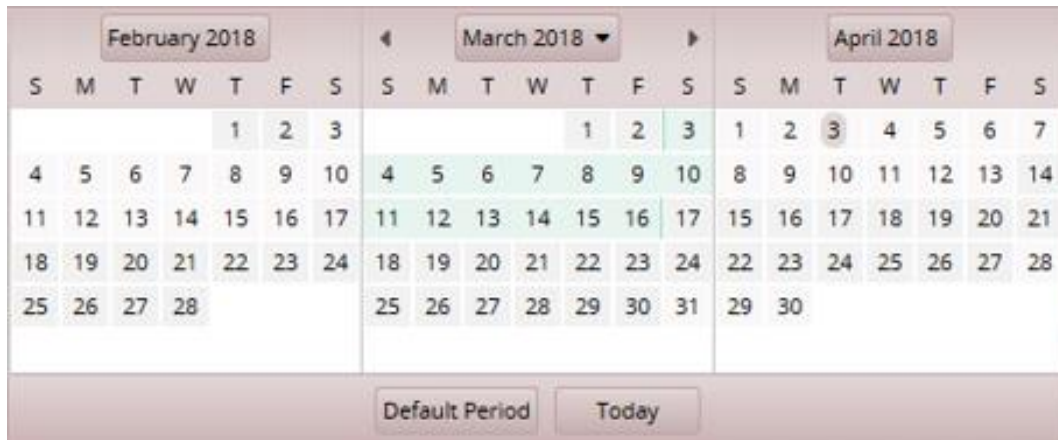 February 2018 March 2018 April 2018
S M T W T F S S M T W T F S S M T W T F S
1 2 3 1 2 3 1 2 3 4 5 6 7
4 5 6 7 8 9 10 4 5 6 7 8 9 10 8 9 10 11 12 13 14
11 12 13 14 15 16 17 11 12 13 14 15 16 17 15 16 17 18 19 20 21
18 19 20 21 22 23 24 18 19 20 21 22 23 24 22 23 24 25 26 27 28
25 26 27 28 25 26 27 28 29 30 31 29 30
Default Period Today